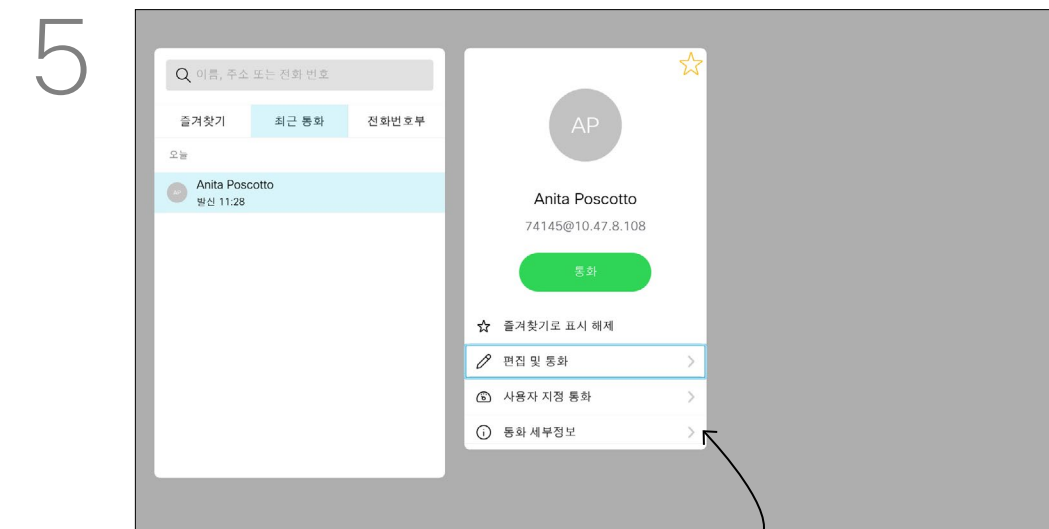 5
이름, 주소 또는 전화 번호
즐겨찾기 최근 통화 전화번호부
오늘
AP Anita Poscotto
발신 11:28
AP
Anita Poscotto
74145@10.47.8.108
통화
즐겨찾기로 표시 해제
편집 및 통화
사용자 지정 통화
통화 세부정보